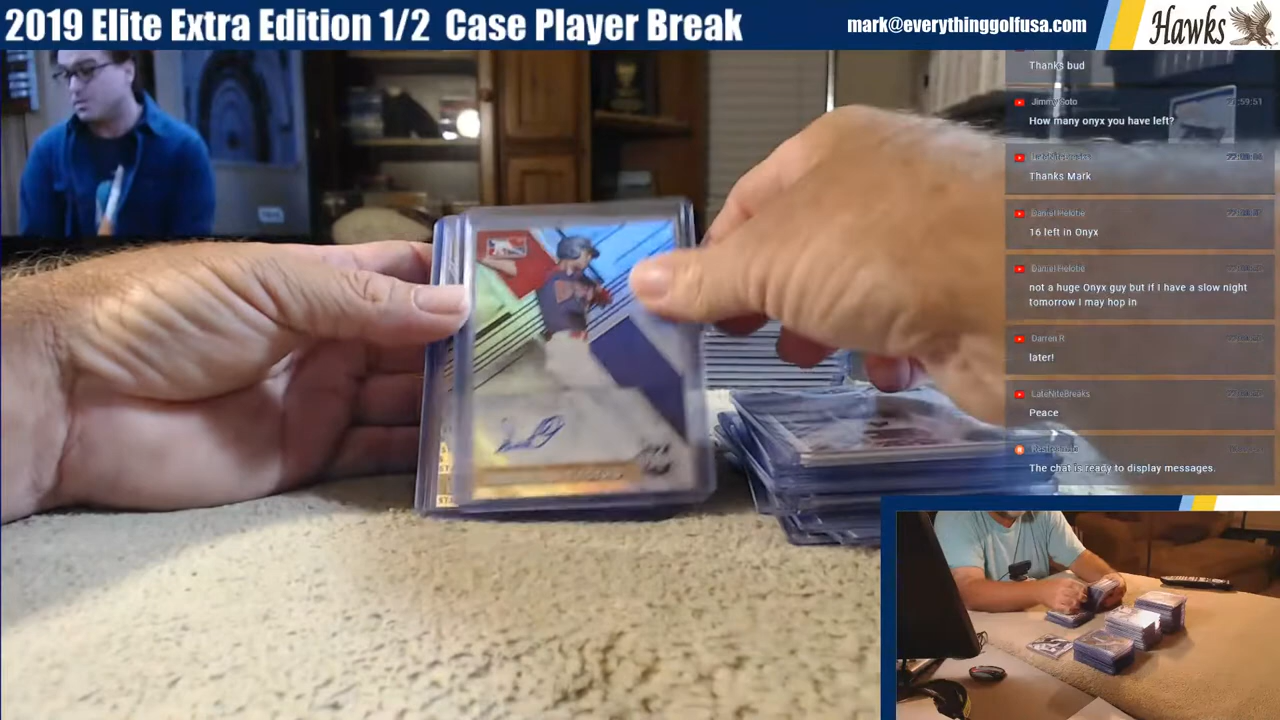 2019 Elite Extra Edition 1/2 Case Player Break
mark@everythinggolfusa.com
Hawks
Thanks bud
Jimmy Soto
How many onyx you have left?
Thanks Mark
16 left in Onyx
not a huge Onyx guy but if I have a slow night
tomorrow I may hop in
Darren R
later!
LateNiteBreaks
Peace
The chat is ready to display messages.